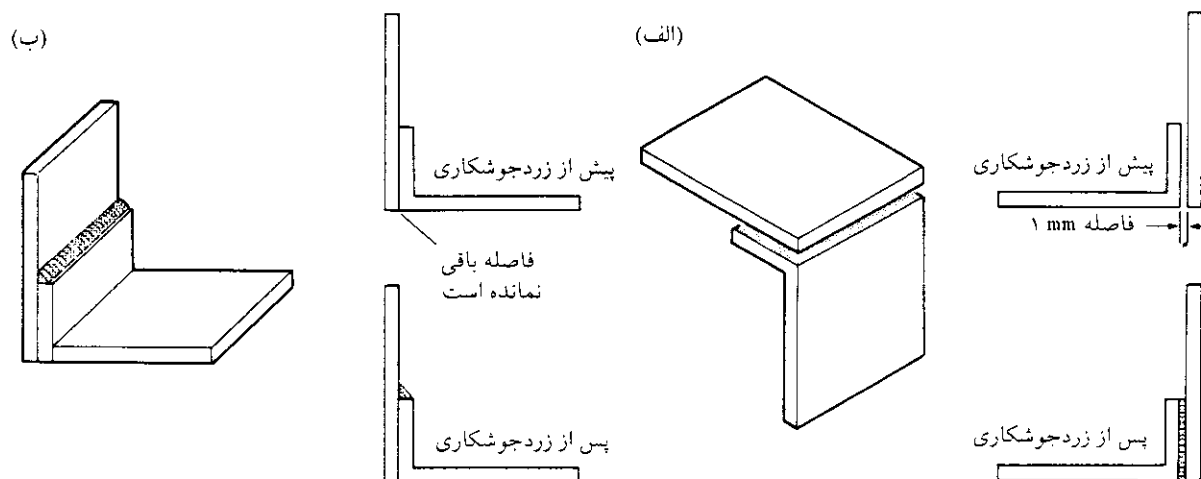 (الف)
پیش از زردجوشکاری
فاصله ۱ mm
پس از زردجوشکاری
(ب)
پیش از زردجوشکاری
فاصله باقی
نمانده است
پس از زردجوشکاری